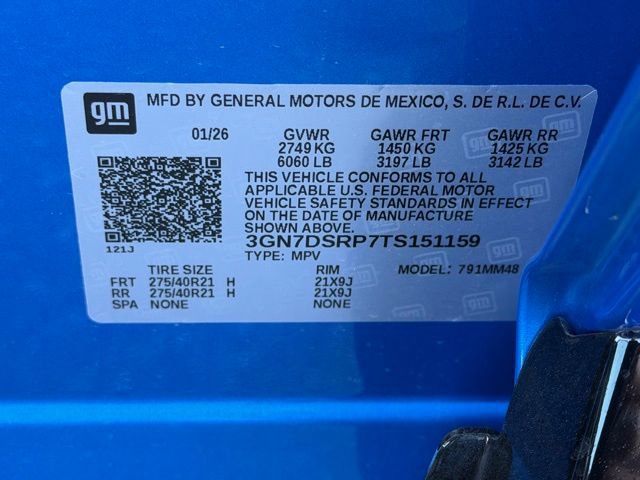 gm MFD BY GENERAL MOTORS DE MEXICO, S. DE R.L. DE C.V.
01/26 GVWR GAWR FRT GAWR RR
2749 KG 1450 KG 1425 KG
6060 LB 3197 LB 3142 LB
THIS VEHICLE CONFORMS TO ALL
APPLICABLE U.S. FEDERAL MOTOR
VEHICLE SAFETY STANDARDS IN EFFECT
ON THE DATE OF MANUFACTURE
SHOWN ABOVE.
121J 3GN7DSRP7TS151159
TYPE: MPV
TIRE SIZE RIM MODEL: 791MM48
FRT 275/40R21 H 21X9J
RR 275/40R21 H 21X9J
SPA NONE NONE